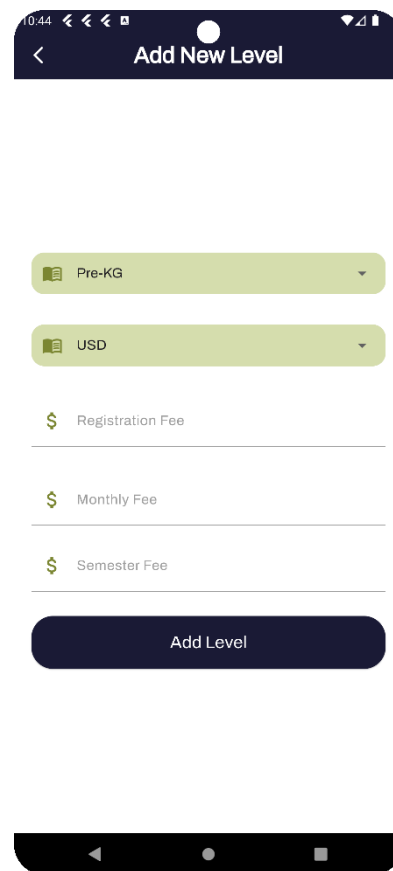 10:44
Add New Level
Pre-KG
USD
$ Registration Fee
$ Monthly Fee
$ Semester Fee
Add Level